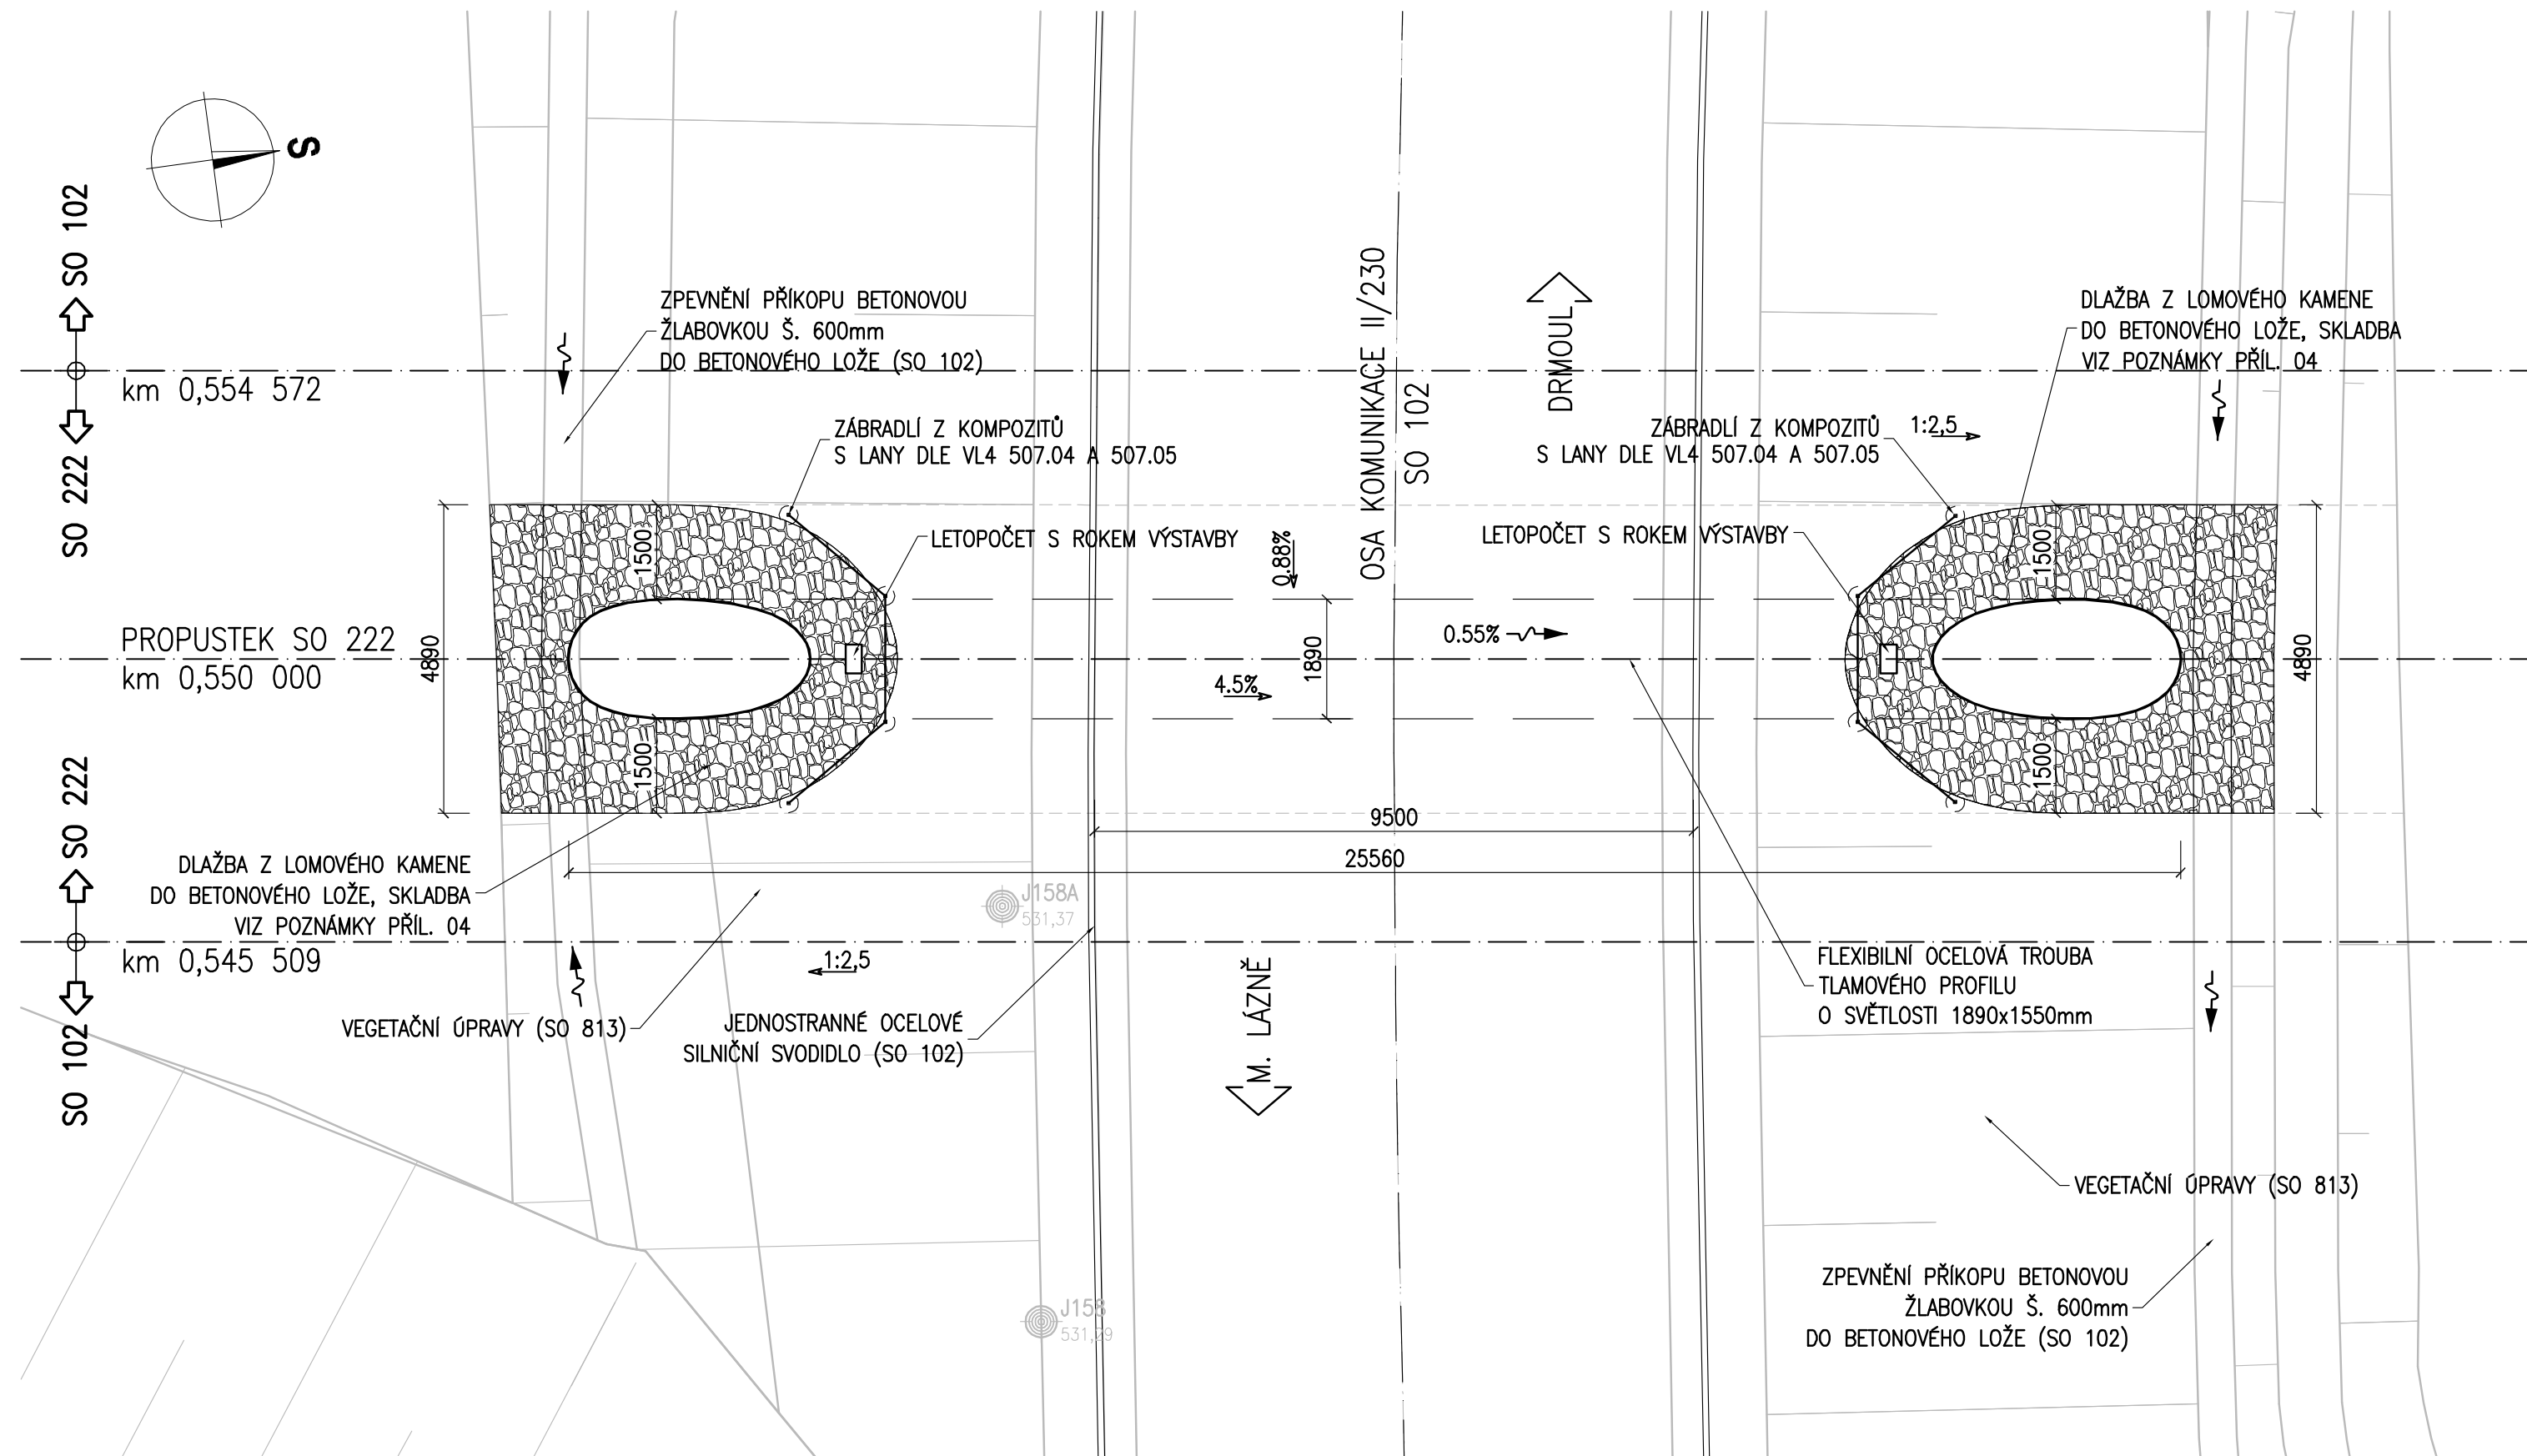 S
SO 102
SO 222
km 0,554 572
ZPEVNĚNÍ PŘÍKOPU BETONOVOU
ŽLABOVKOU Š. 600mm
DO BETONOVÉHO LOŽE (SO 102)
ZÁBRADLÍ Z KOMPOZITŮ
S LANY DLE VL4 507.04 A 507.05
LETOPOČET S ROKEM VÝSTAVBY
OSA KOMUNIKACE II/230
SO 102
DRMOUL
ZÁBRADLÍ Z KOMPOZITŮ
S LANY DLE VL4 507.04 A 507.05
1:2,5
DLAŽBA Z LOMOVÉHO KAMENE
DO BETONOVÉHO LOŽE, SKLADBA
VIZ POZNÁMKY PŘÍL. 04
LETOPOČET S ROKEM VÝSTAVBY
PROPUSTEK SO 222
km 0,550 000
4890
1500
1500
0.88%
1890
4.5%
0.55%
1500
1500
4890
9500
25560
SO 222
SO 102
km 0,545 509
DLAŽBA Z LOMOVÉHO KAMENE
DO BETONOVÉHO LOŽE, SKLADBA
VIZ POZNÁMKY PŘÍL. 04
J158A
531,37
1:2,5
VEGETAČNÍ ÚPRAVY (SO 813)
JEDNOSTRANNÉ OCELOVÉ
SILNIČNÍ SVODIDLO (SO 102)
M. LÁZNĚ
FLEXIBILNÍ OCELOVÁ TROUBA
TLAMOVÉHO PROFILU
O SVĚTLOSTI 1890x1550mm
VEGETAČNÍ ÚPRAVY (SO 813)
J158
531,29
ZPEVNĚNÍ PŘÍKOPU BETONOVOU
ŽLABOVKOU Š. 600mm
DO BETONOVÉHO LOŽE (SO 102)